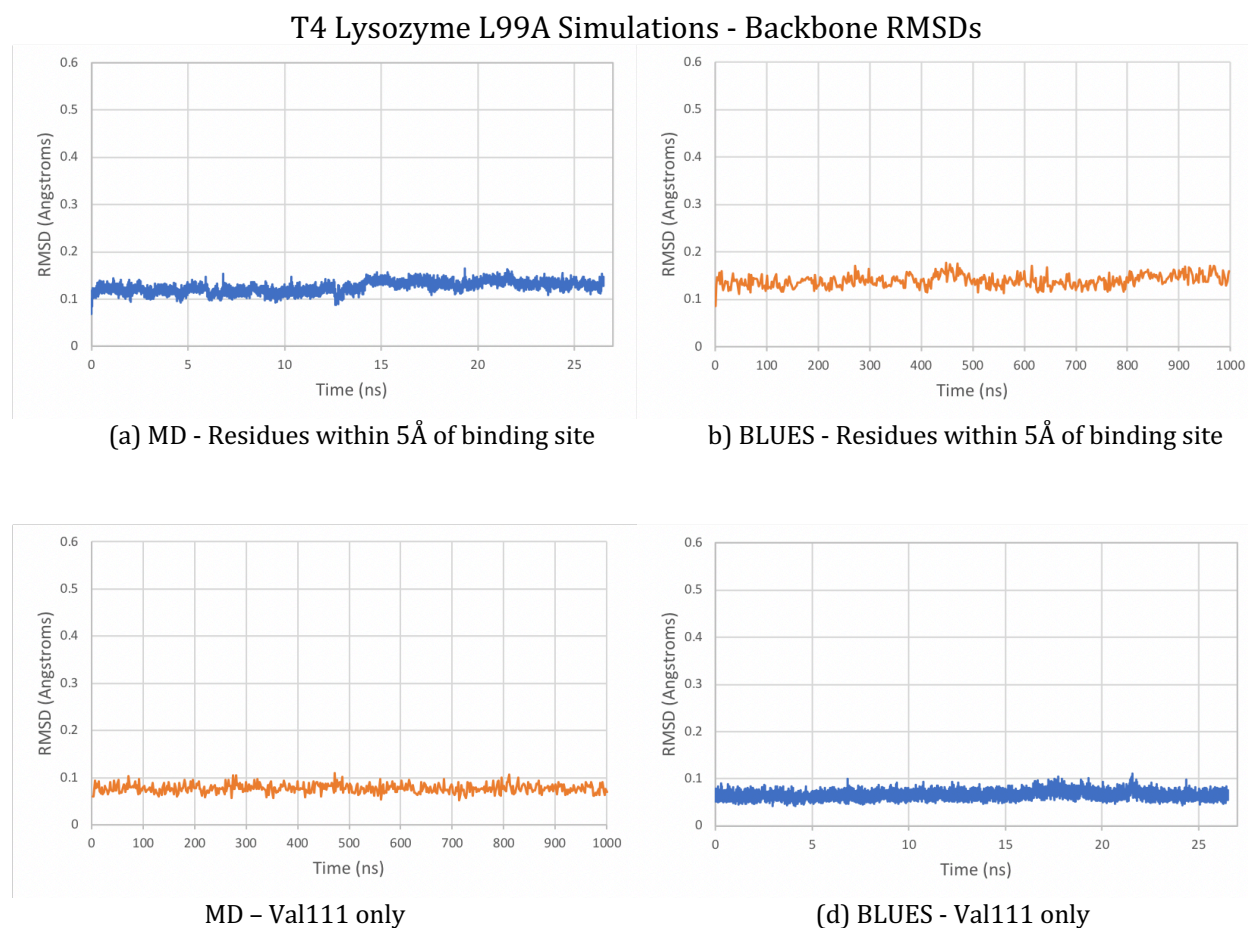 T4 Lysozyme L99A Simulations - Backbone RMSDs
0.6
0.5
0.4
0.3
0.2
0.1
0
RMSD (Angstroms)
0 5 10 15 20 25
Time (ns)
(a) MD - Residues within 5Å of binding site
0.6
0.5
0.4
0.3
0.2
0.1
0
RMSD (Angstroms)
0 100 200 300 400 500 600 700 800 900 1000
Time (ns)
b) BLUES - Residues within 5Å of binding site
0.6
0.5
0.4
0.3
0.2
0.1
0
RMSD (Angstroms)
0 100 200 300 400 500 600 700 800 900 1000
Time (ns)
MD – Val111 only
0.6
0.5
0.4
0.3
0.2
0.1
0
RMSD (Angstroms)
0 5 10 15 20 25
Time (ns)
(d) BLUES - Val111 only